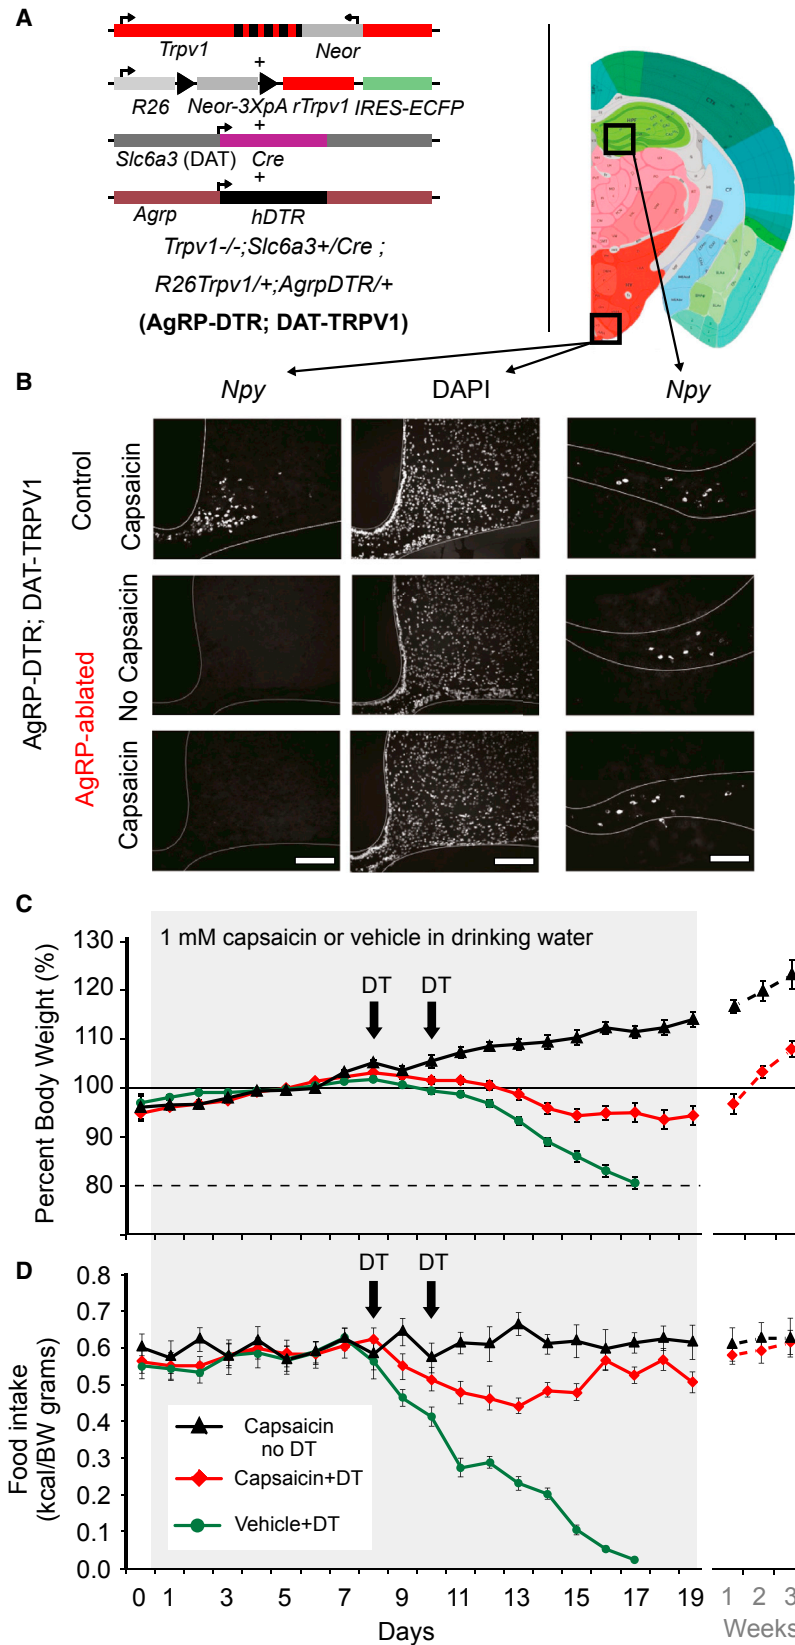 A
Trpv1 Neor
+
R26 Neor-3XpA rTrpv1 IRES-ECFP
+
Slc6a3 (DAT) Cre
+
Agrp hDTR
Trpv1-/-;Slc6a3+/Cre ;
R26Trpv1/+;AgrpDTR/+
(AgRP-DTR; DAT-TRPV1)
B
Npy DAPI Npy
AgRP-DTR; DAT-TRPV1
Control
Capsaicin
AgRP-ablated
No Capsaicin
Capsaicin
C
1 mM capsaicin or vehicle in drinking water
DT DT
Percent Body Weight (%)
130
120
110
100
90
80
D
DT DT
Food intake
(kcal/BW grams)
0.8
0.7
0.6
0.5
0.4
0.3
0.2
0.1
0.0
Capsaicin
no DT
Capsaicin+DT
Vehicle+DT
0 1 3 5 7 9 11 13 15 17 19 1 2 3
Days Weeks